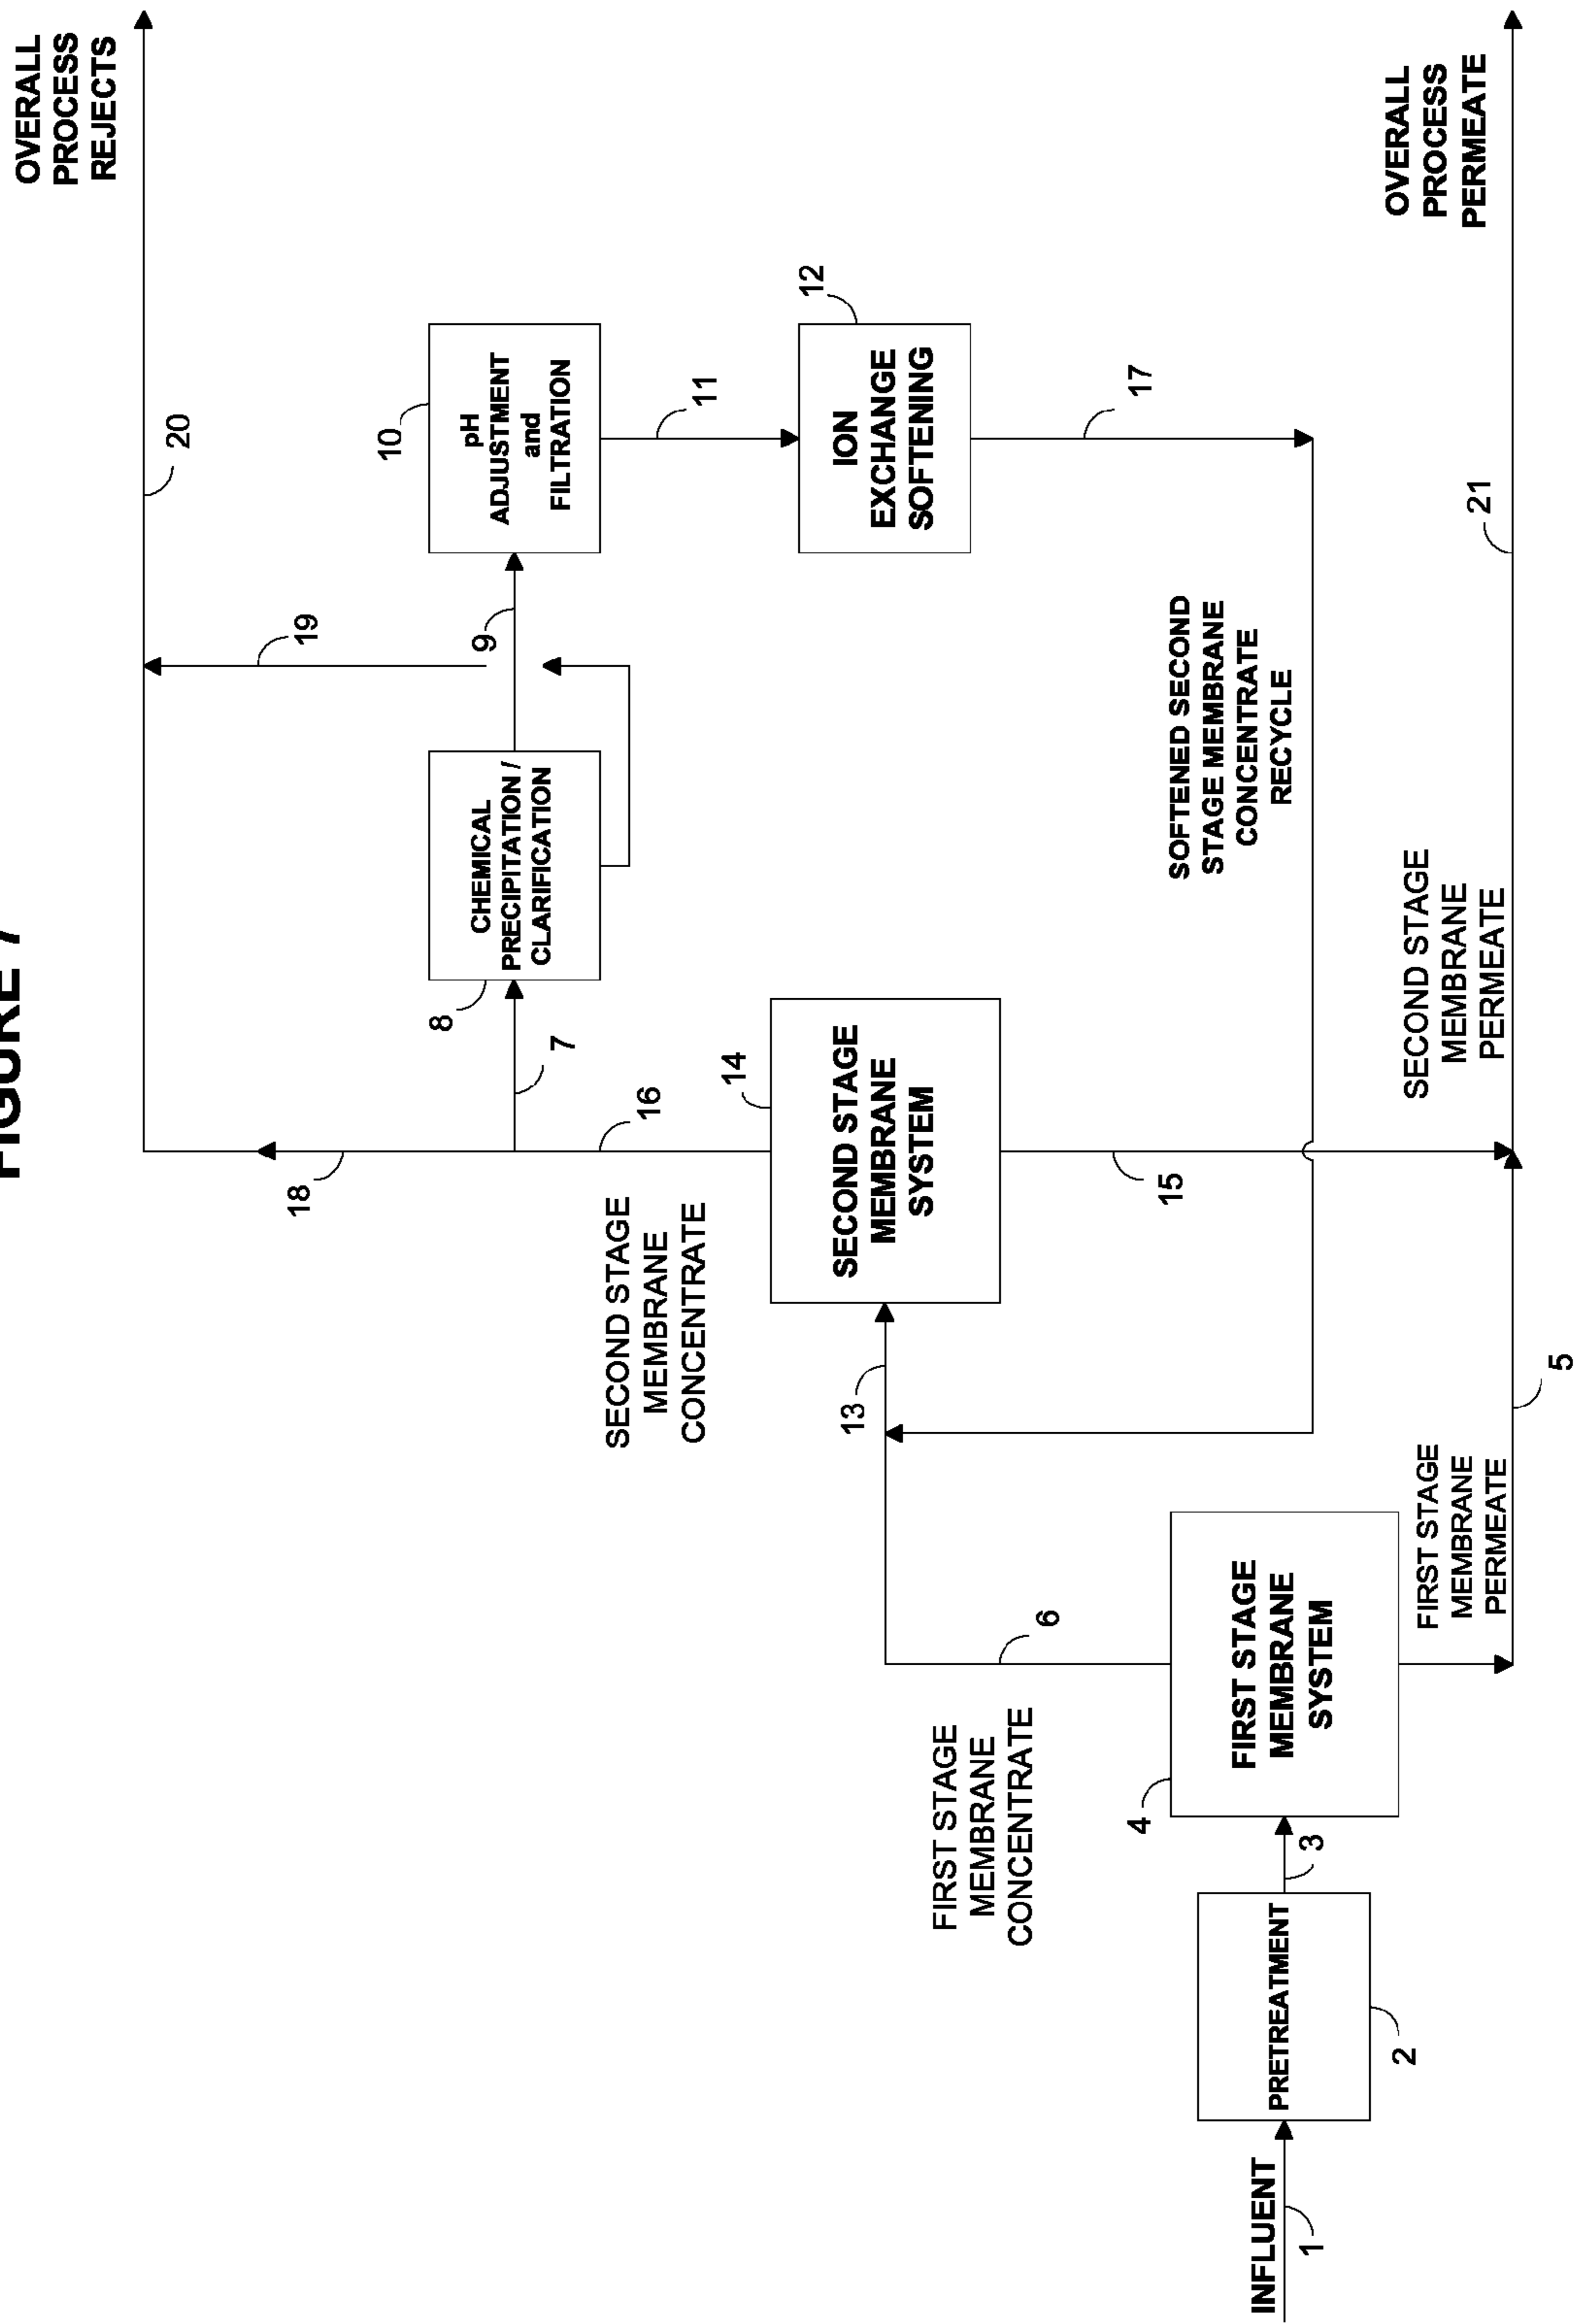 FIGURE 7
OVERALL
PROCESS
REJECTS
20
19
18
10
pH
ADJUSTMENT
and
FILTRATION
9
CHEMICAL
PRECIPITATION /
CLARIFICATION
8
7
16
SECOND STAGE
MEMBRANE
CONCENTRATE
11
12
ION
EXCHANGE
SOFTENING
14
SECOND STAGE
MEMBRANE
SYSTEM
13
17
SOFTENED SECOND
STAGE MEMBRANE
CONCENTRATE
RECYCLE
15
FIRST STAGE
MEMBRANE
CONCENTRATE
6
4
FIRST STAGE
MEMBRANE
SYSTEM
3
PRETREATMENT
2
INFLUENT
1
FIRST STAGE
MEMBRANE
PERMEATE
5
SECOND STAGE
MEMBRANE
PERMEATE
21
OVERALL
PROCESS
PERMEATE